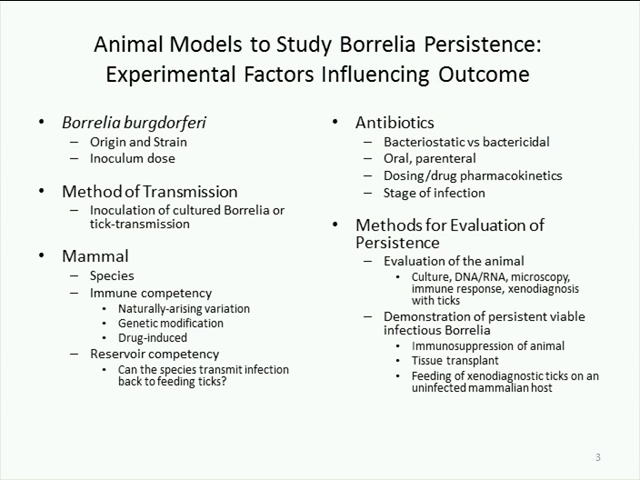 Animal Models to Study Borrelia Persistence:
Experimental Factors Influencing Outcome
• Borrelia burgdorferi
– Origin and Strain
– Inoculum dose
• Method of Transmission
– Inoculation of cultured Borrelia or
tick-transmission
• Mammal
– Species
– Immune competency
• Naturally-arising variation
• Genetic modification
• Drug-induced
– Reservoir competency
• Can the species transmit infection
back to feeding ticks?
• Antibiotics
– Bacteriostatic vs bactericidal
– Oral, parenteral
– Dosing/drug pharmacokinetics
– Stage of infection
• Methods for Evaluation of
Persistence
– Evaluation of the animal
• Culture, DNA/RNA, microscopy,
immune response, xenodiagnosis
with ticks
– Demonstration of persistent viable
infectious Borrelia
• Immunosuppression of animal
• Tissue transplant
• Feeding of xenodiagnostic ticks on an
uninfected mammalian host
3